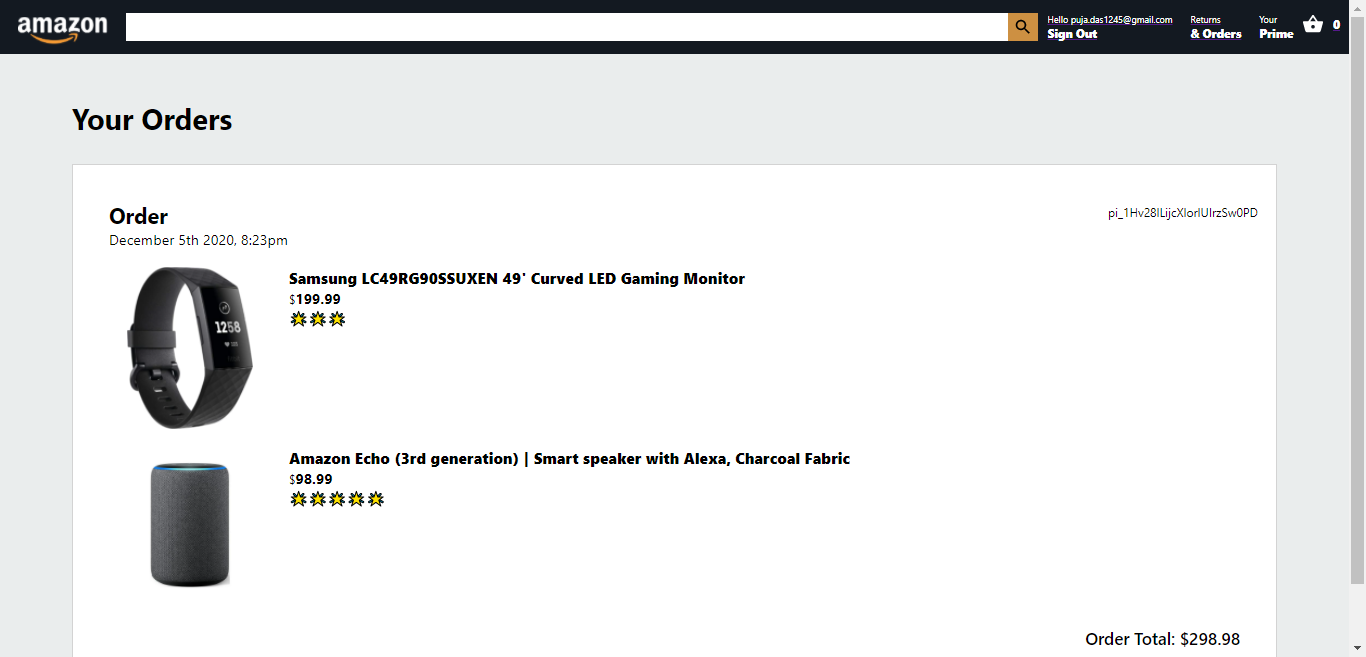 amazon
Hello puja.das1245@gmail.com
Sign Out
Returns
& Orders
Your
Prime
0
Your Orders
Order
pi_1Hv28ILijcXlorIUIrzSw0PD
December 5th 2020, 8:23pm
Samsung LC49RG90SSUXEN 49' Curved LED Gaming Monitor
$199.99
1258
Amazon Echo (3rd generation) | Smart speaker with Alexa, Charcoal Fabric
$98.99
Order Total: $298.98